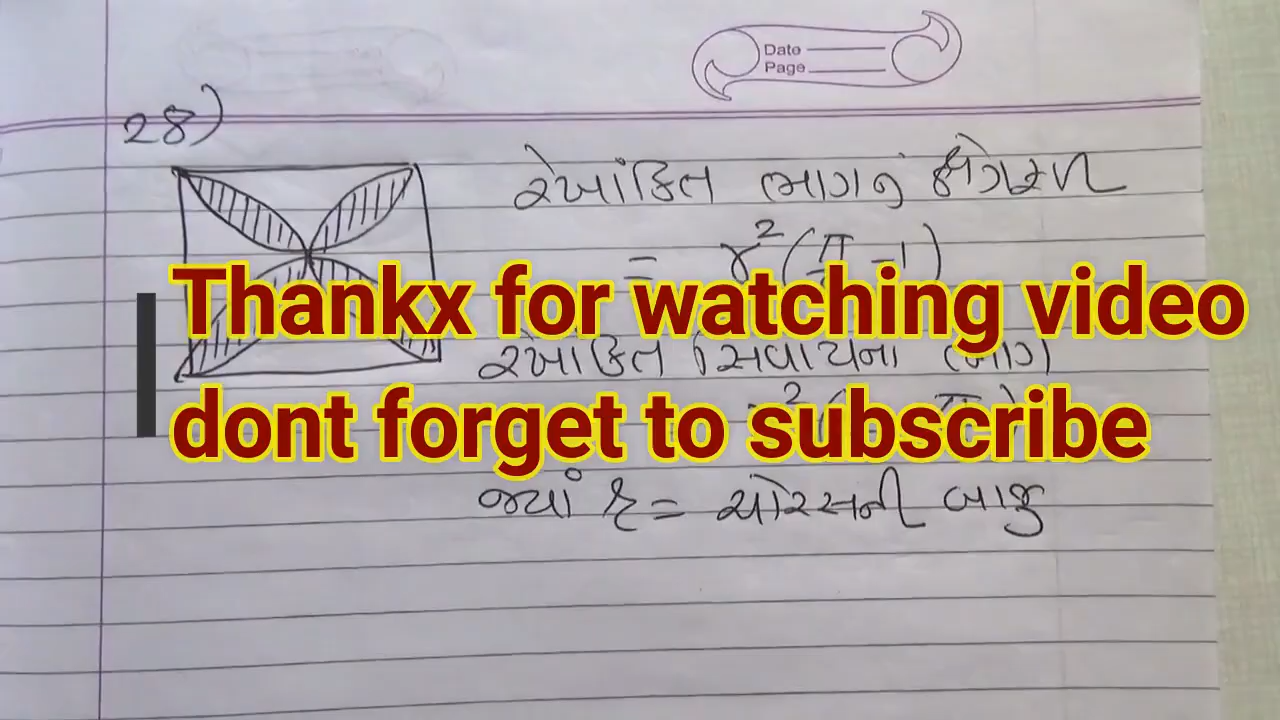 Date
Page
28)
રેખાંકિત ભાગનું ક્ષેત્રફળ
= r²(π/2 -1)
Thankx for watching video
રેખાંકિત સિવાયના ભાગ
dont forget to subscribe
જ્યાં r = ચોરસની બાજુ